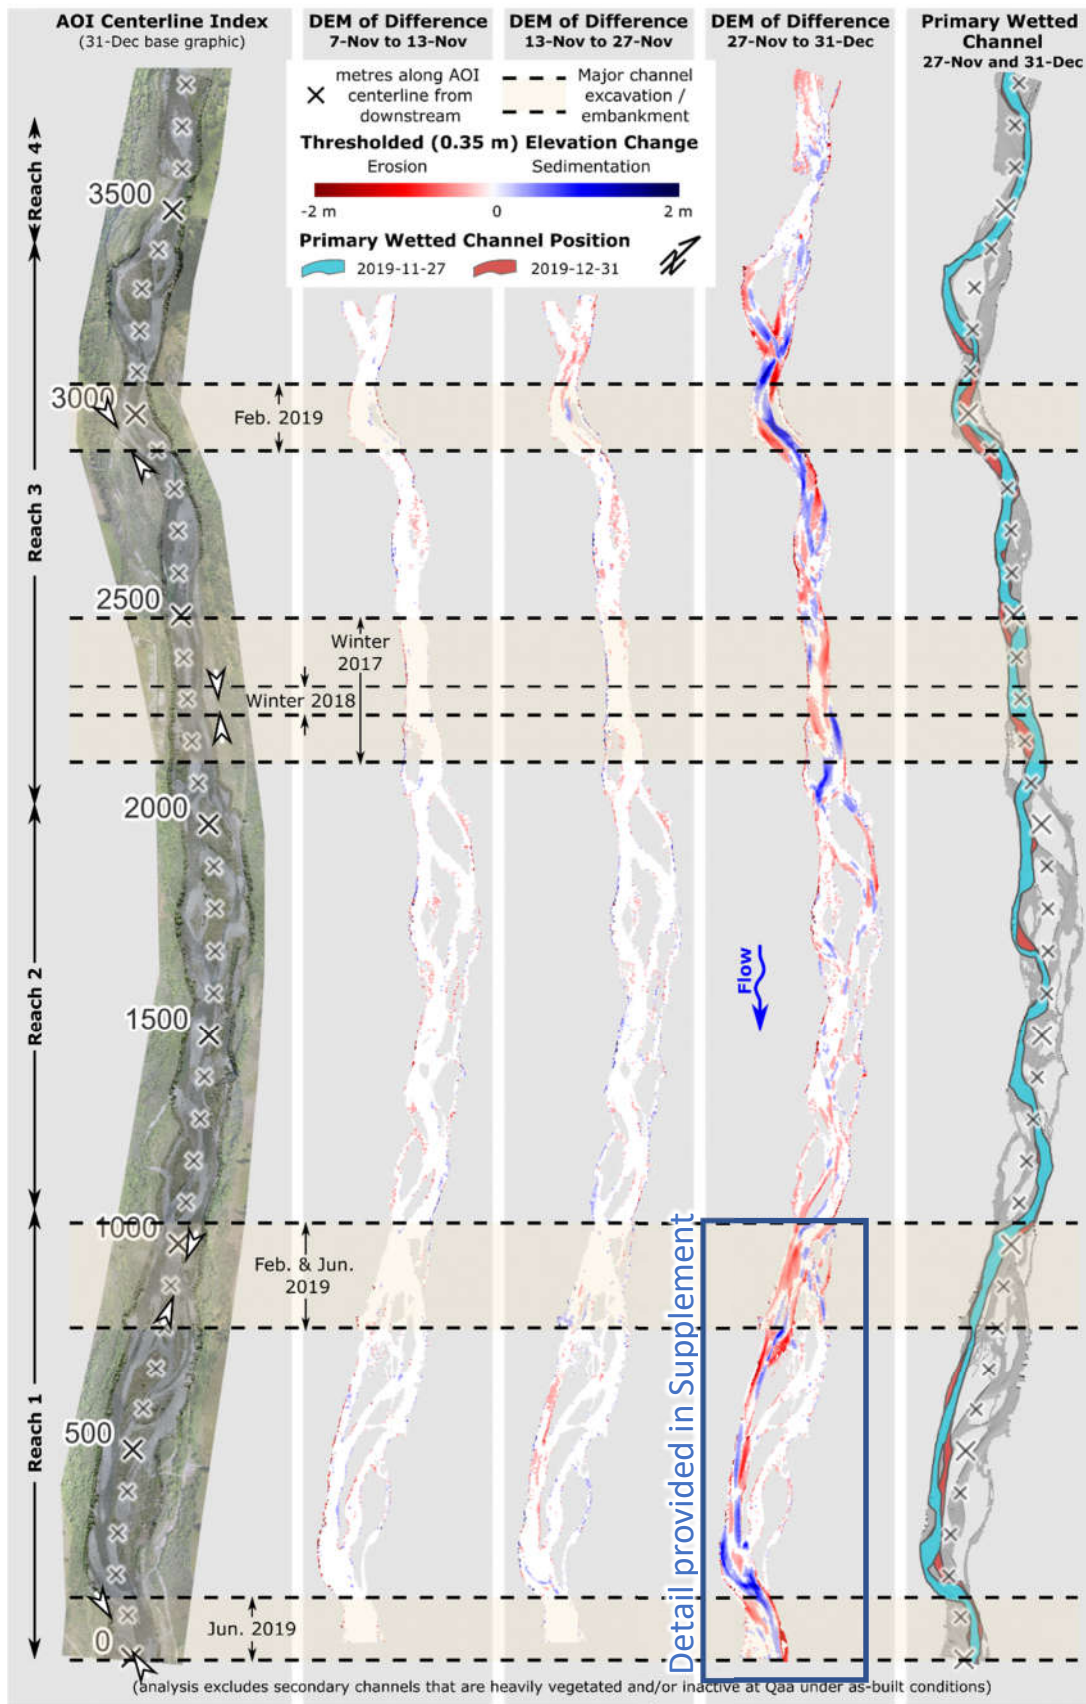 AOI Centerline Index
(31-Dec base graphic)
DEM of Difference
7-Nov to 13-Nov
DEM of Difference
13-Nov to 27-Nov
DEM of Difference
27-Nov to 31-Dec
Primary Wetted
Channel
27-Nov and 31-Dec
metres along AOI
centerline from
downstream
Major channel
excavation /
embankment
Thresholded (0.35 m) Elevation Change
Erosion
Sedimentation
-2 m
0
2 m
Primary Wetted Channel Position
2019-11-27
2019-12-31
N
Reach 4
3500
3000
Feb. 2019
Reach 3
2500
Winter
2017
Winter 2018
2000
Reach 2
Flow
1500
1000
Feb. & Jun.
2019
Detail provided in Supplement
Reach 1
500
Jun. 2019
0
(analysis excludes secondary channels that are heavily vegetated and/or inactive at Qaa under as-built conditions)